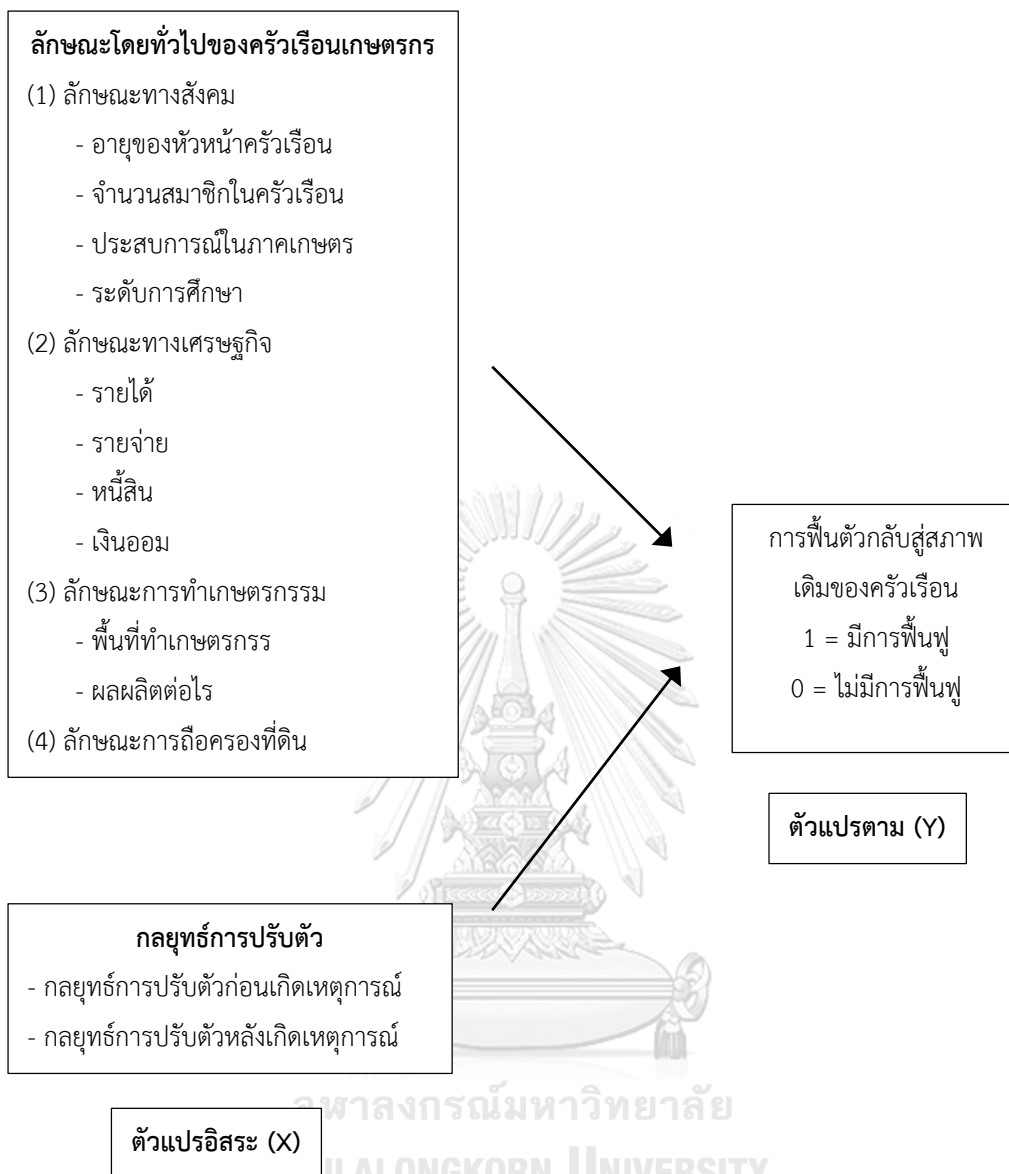 ลักษณะโดยทั่วไปของครัวเรือนเกษตรกร
(1) ลักษณะทางสังคม
- อายุของหัวหน้าครัวเรือน
- จำนวนสมาชิกในครัวเรือน
- ประสบการณ์ในภาคเกษตร
- ระดับการศึกษา
(2) ลักษณะทางเศรษฐกิจ
- รายได้
- รายจ่าย
- หนี้สิน
- เงินออม
(3) ลักษณะการทำเกษตรกรรม
- พื้นที่ทำเกษตรกรร
- ผลผลิตต่อไร
(4) ลักษณะการถือครองที่ดิน
การฟื้นตัวกลับสู่สภาพ
เดิมของครัวเรือน
1 = มีการฟื้นฟู
0 = ไม่มีการฟื้นฟู
ตัวแปรตาม (Y)
กลยุทธ์การปรับตัว
- กลยุทธ์การปรับตัวก่อนเกิดเหตุการณ์
- กลยุทธ์การปรับตัวหลังเกิดเหตุการณ์
ตัวแปรอิสระ (X)
จุฬาลงกรณ์มหาวิทยาลัย
UNIVERSITY